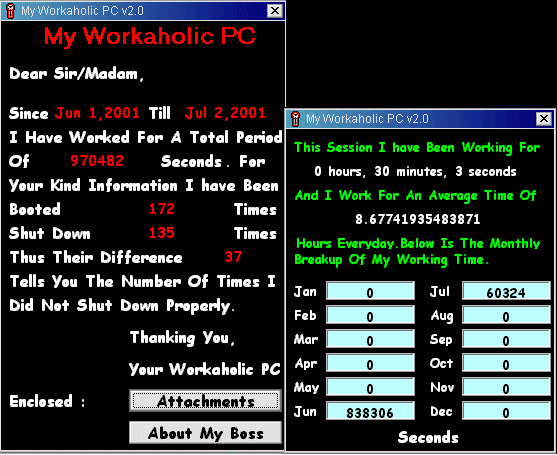 My Workaholic PC v2.0
My Workaholic PC
Dear Sir/Madam,
Since Jun 1,2001 Till Jul 2,2001
I Have Worked For A Total Period
Of 970482 Seconds. For
Your Kind Information I have Been
Booted 172 Times
Shut Down 135 Times
Thus Their Difference 37
Tells You The Number Of Times I
Did Not Shut Down Properly.
Thanking You,
Your Workaholic PC
Enclosed : Attachments
About My Boss
My Workaholic PC v2.0
This Session I have Been Working For
0 hours, 30 minutes, 3 seconds
And I Work For An Average Time Of
8.67741935483871
Hours Everyday.Below Is The Monthly
Breakup Of My Working Time.
Jan 0 Jul 60324
Feb 0 Aug 0
Mar 0 Sep 0
Apr 0 Oct 0
May 0 Nov 0
Jun 838306 Dec 0
Seconds